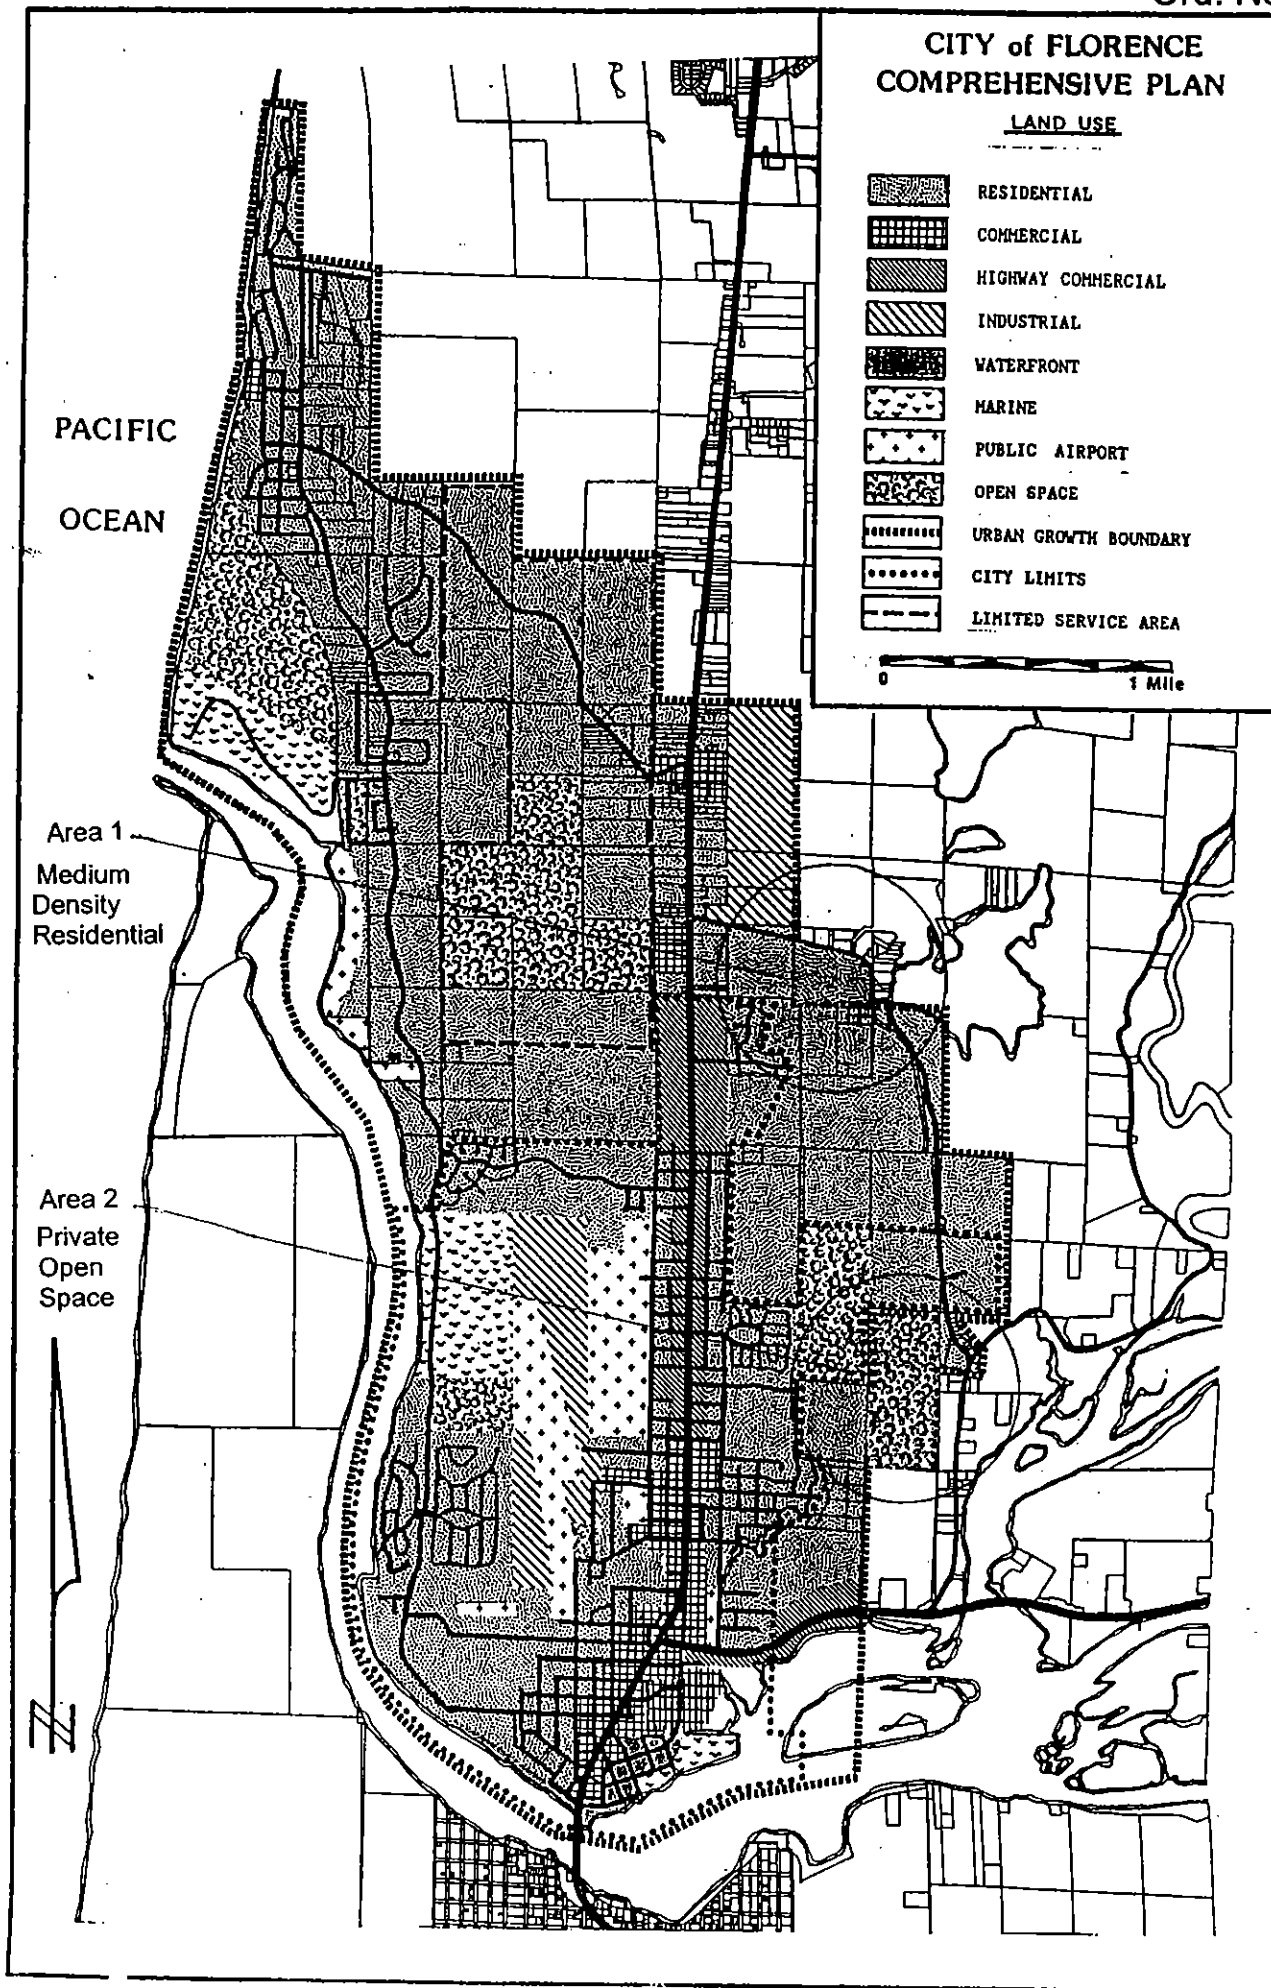 Ord. No
CITY of FLORENCE
COMPREHENSIVE PLAN
LAND USE
RESIDENTIAL
COMMERCIAL
HIGHWAY COMMERCIAL
INDUSTRIAL
WATERFRONT
MARINE
PUBLIC AIRPORT
OPEN SPACE
URBAN GROWTH BOUNDARY
CITY LIMITS
LIMITED SERVICE AREA
0 1 Mile
PACIFIC
OCEAN
Area 1
Medium
Density
Residential
Area 2
Private
Open
Space
N